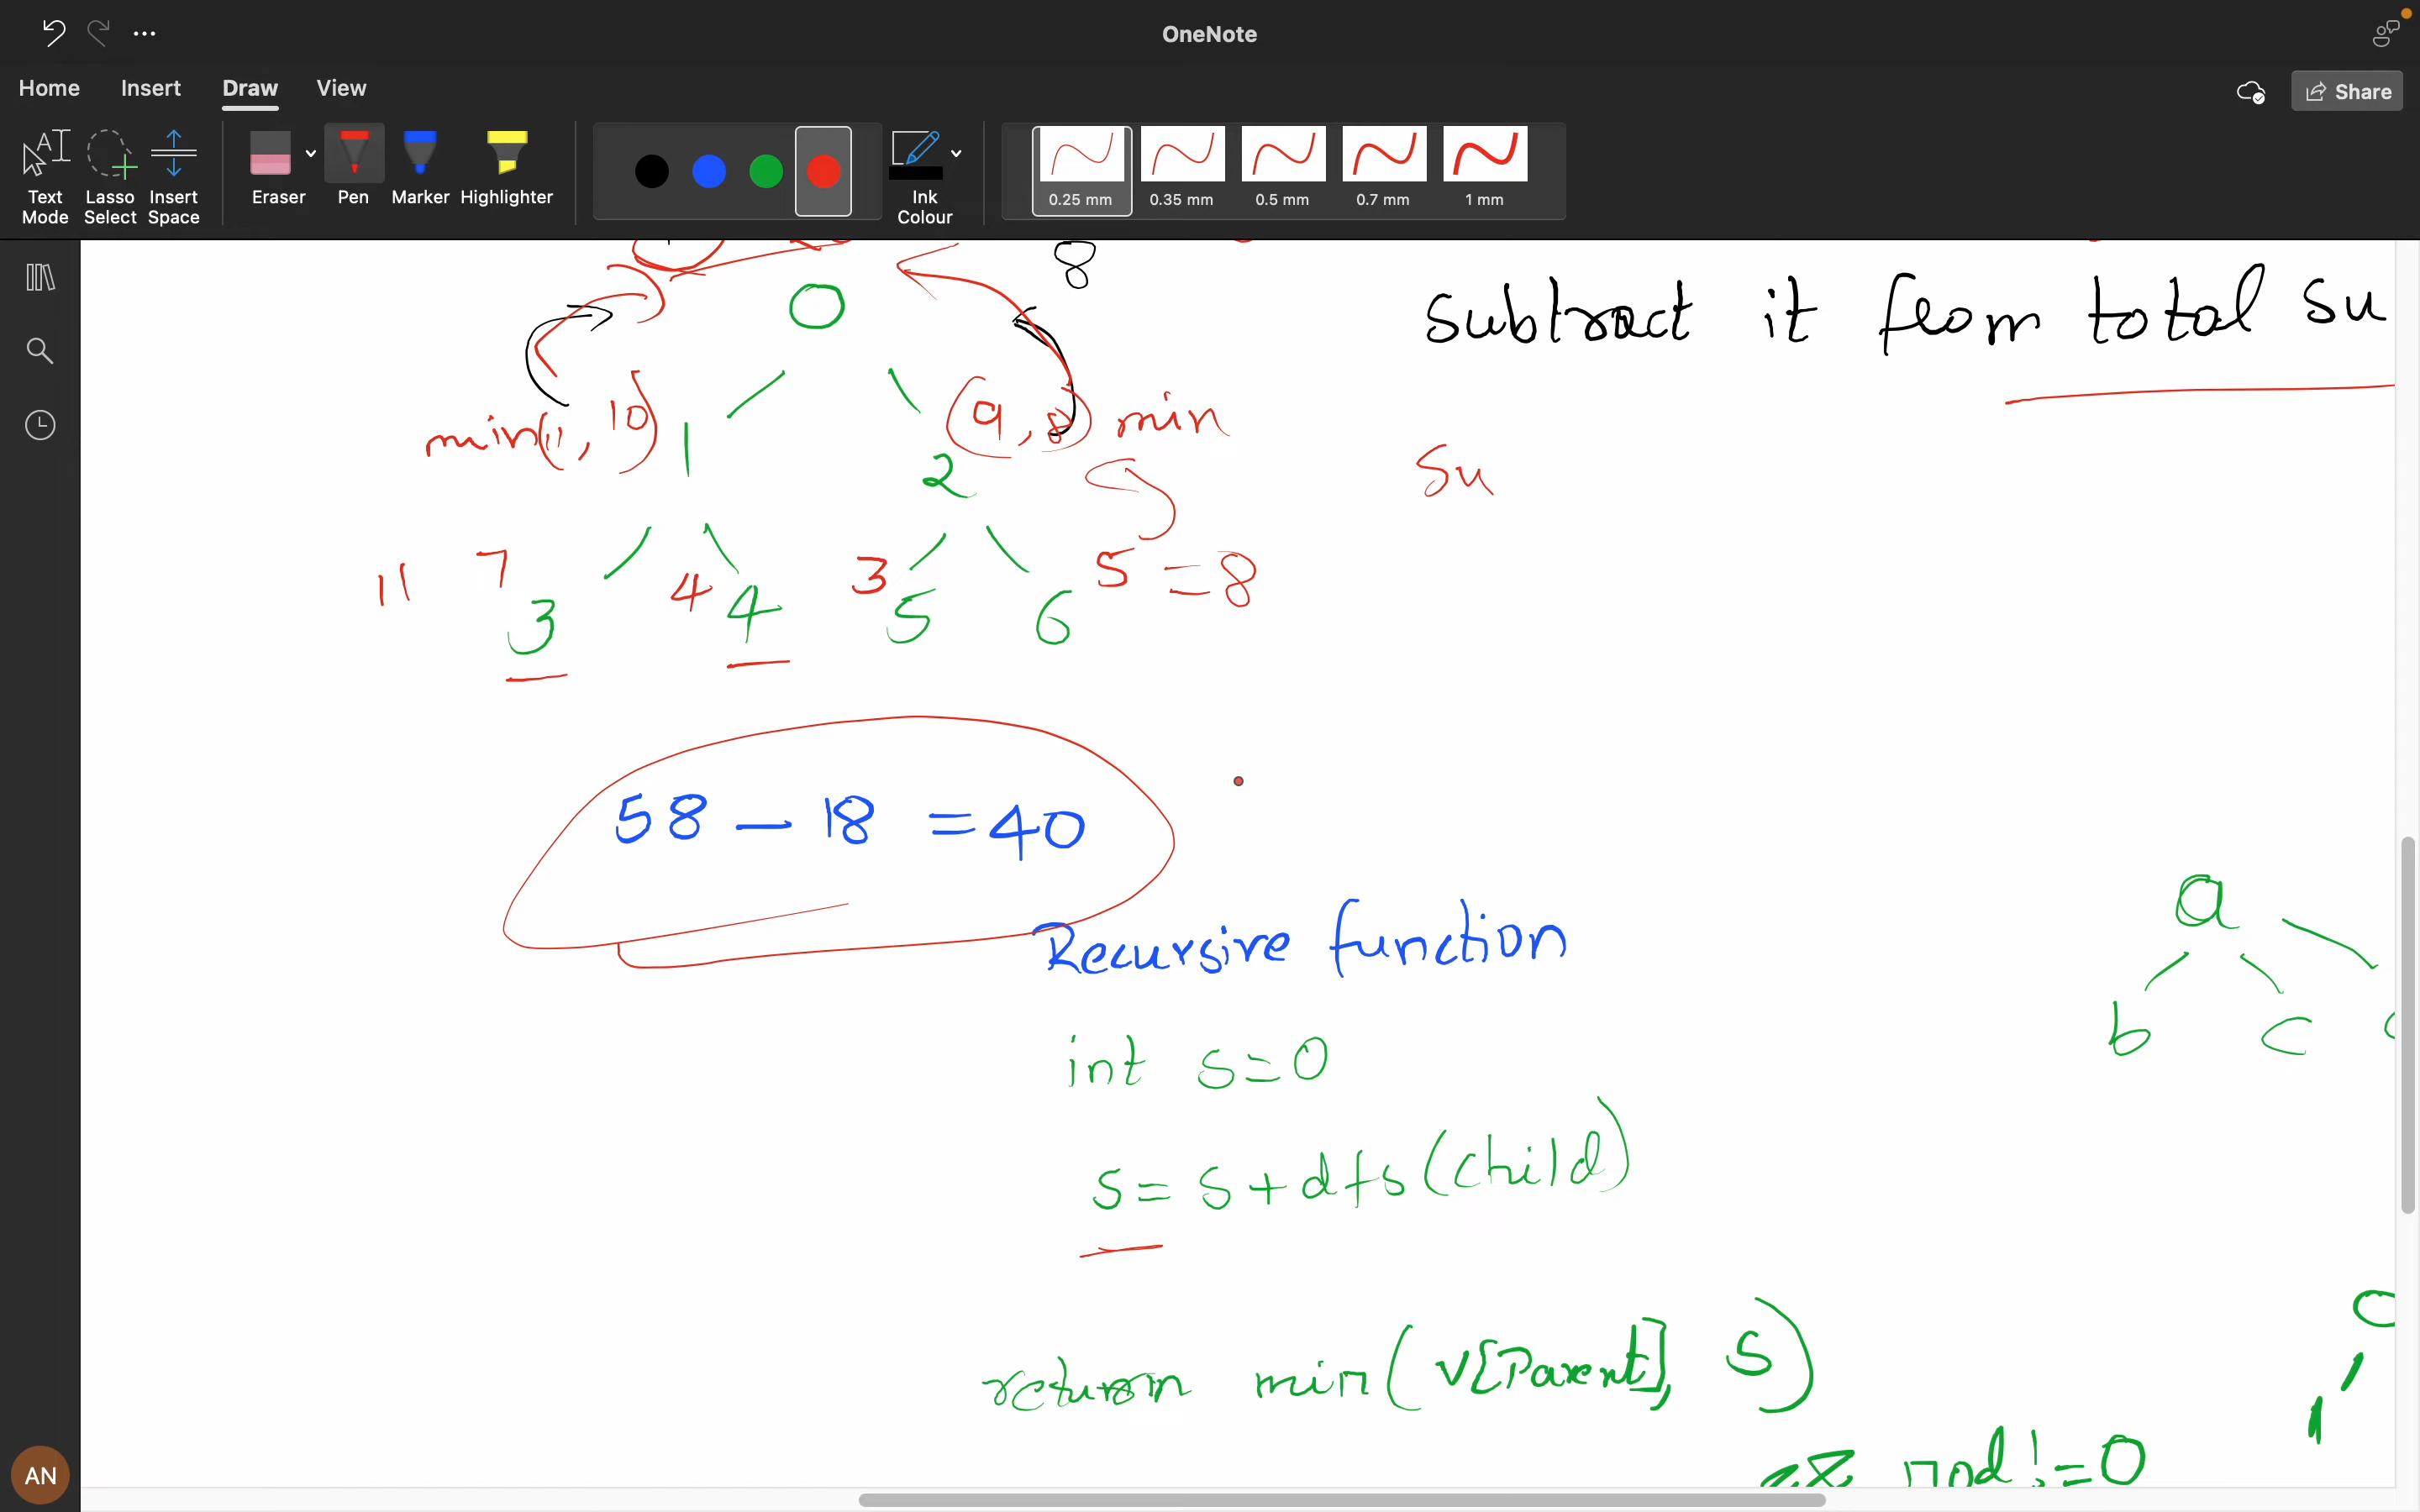 OneNote
Home Insert Draw View
Share
Text Mode
Lasso Select
Insert Space
Eraser
Pen
Marker
Highlighter
Ink Colour
0.25 mm
0.35 mm
0.5 mm
0.7 mm
1 mm
8
0
subtract it from total su
min(11, 10)
1
(9, 8) min
2
Su
11 7 4 3 5 = 8
3 4 5 6
58 - 18 = 40
a
Recursive function
b c
int s=0
s= s+dfs(child)
return min(v[Parent], s)
nod!=0
AN